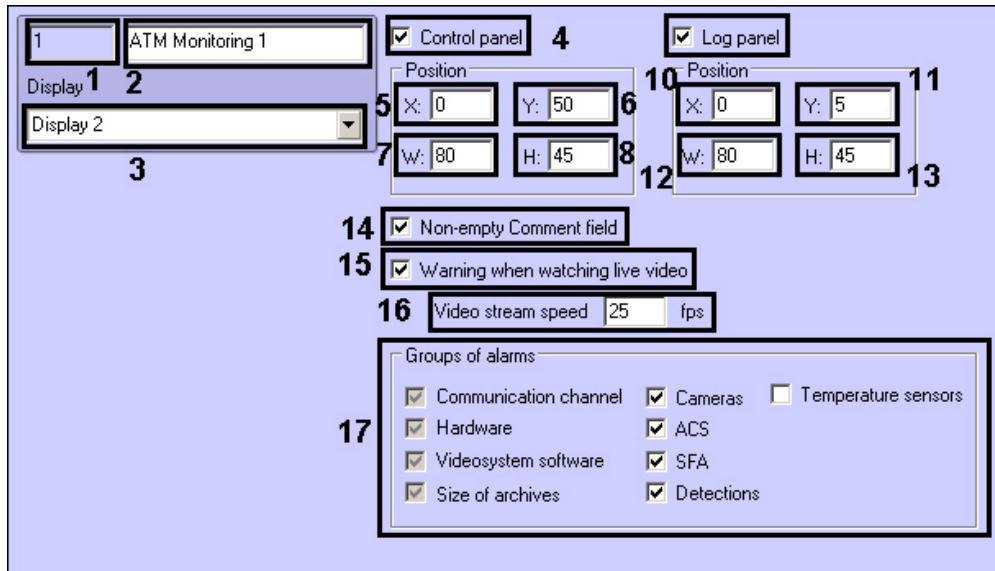 1 ATM Monitoring 1
1 2
Display
Display 2
3
Control panel 4
Position
5 X: 0 Y: 50 6
7 W: 80 H: 45 8
Log panel
10 Position 11
X: 0 Y: 5
12 W: 80 H: 45 13
14 Non-empty Comment field
15 Warning when watching live video
16 Video stream speed 25 fps
17
Groups of alarms
Communication channel Cameras Temperature sensors
Hardware ACS
Videosystem software SFA
Size of archives Detections